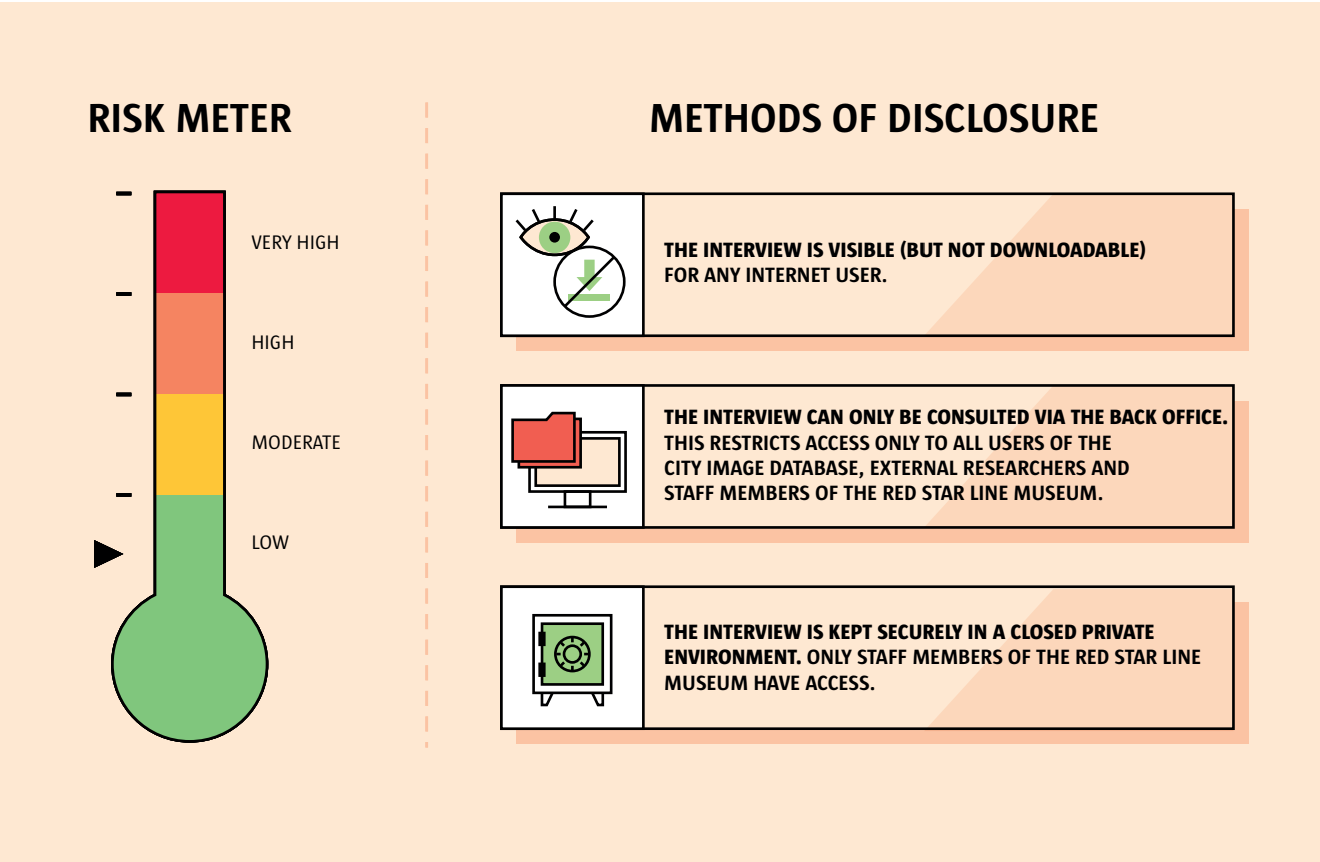 RISK METER
VERY HIGH
HIGH
MODERATE
LOW
METHODS OF DISCLOSURE
THE INTERVIEW IS VISIBLE (BUT NOT DOWNLOADABLE)
FOR ANY INTERNET USER.
THE INTERVIEW CAN ONLY BE CONSULTED VIA THE BACK OFFICE.
THIS RESTRICTS ACCESS ONLY TO ALL USERS OF THE
CITY IMAGE DATABASE, EXTERNAL RESEARCHERS AND
STAFF MEMBERS OF THE RED STAR LINE MUSEUM.
THE INTERVIEW IS KEPT SECURELY IN A CLOSED PRIVATE
ENVIRONMENT. ONLY STAFF MEMBERS OF THE RED STAR LINE
MUSEUM HAVE ACCESS.